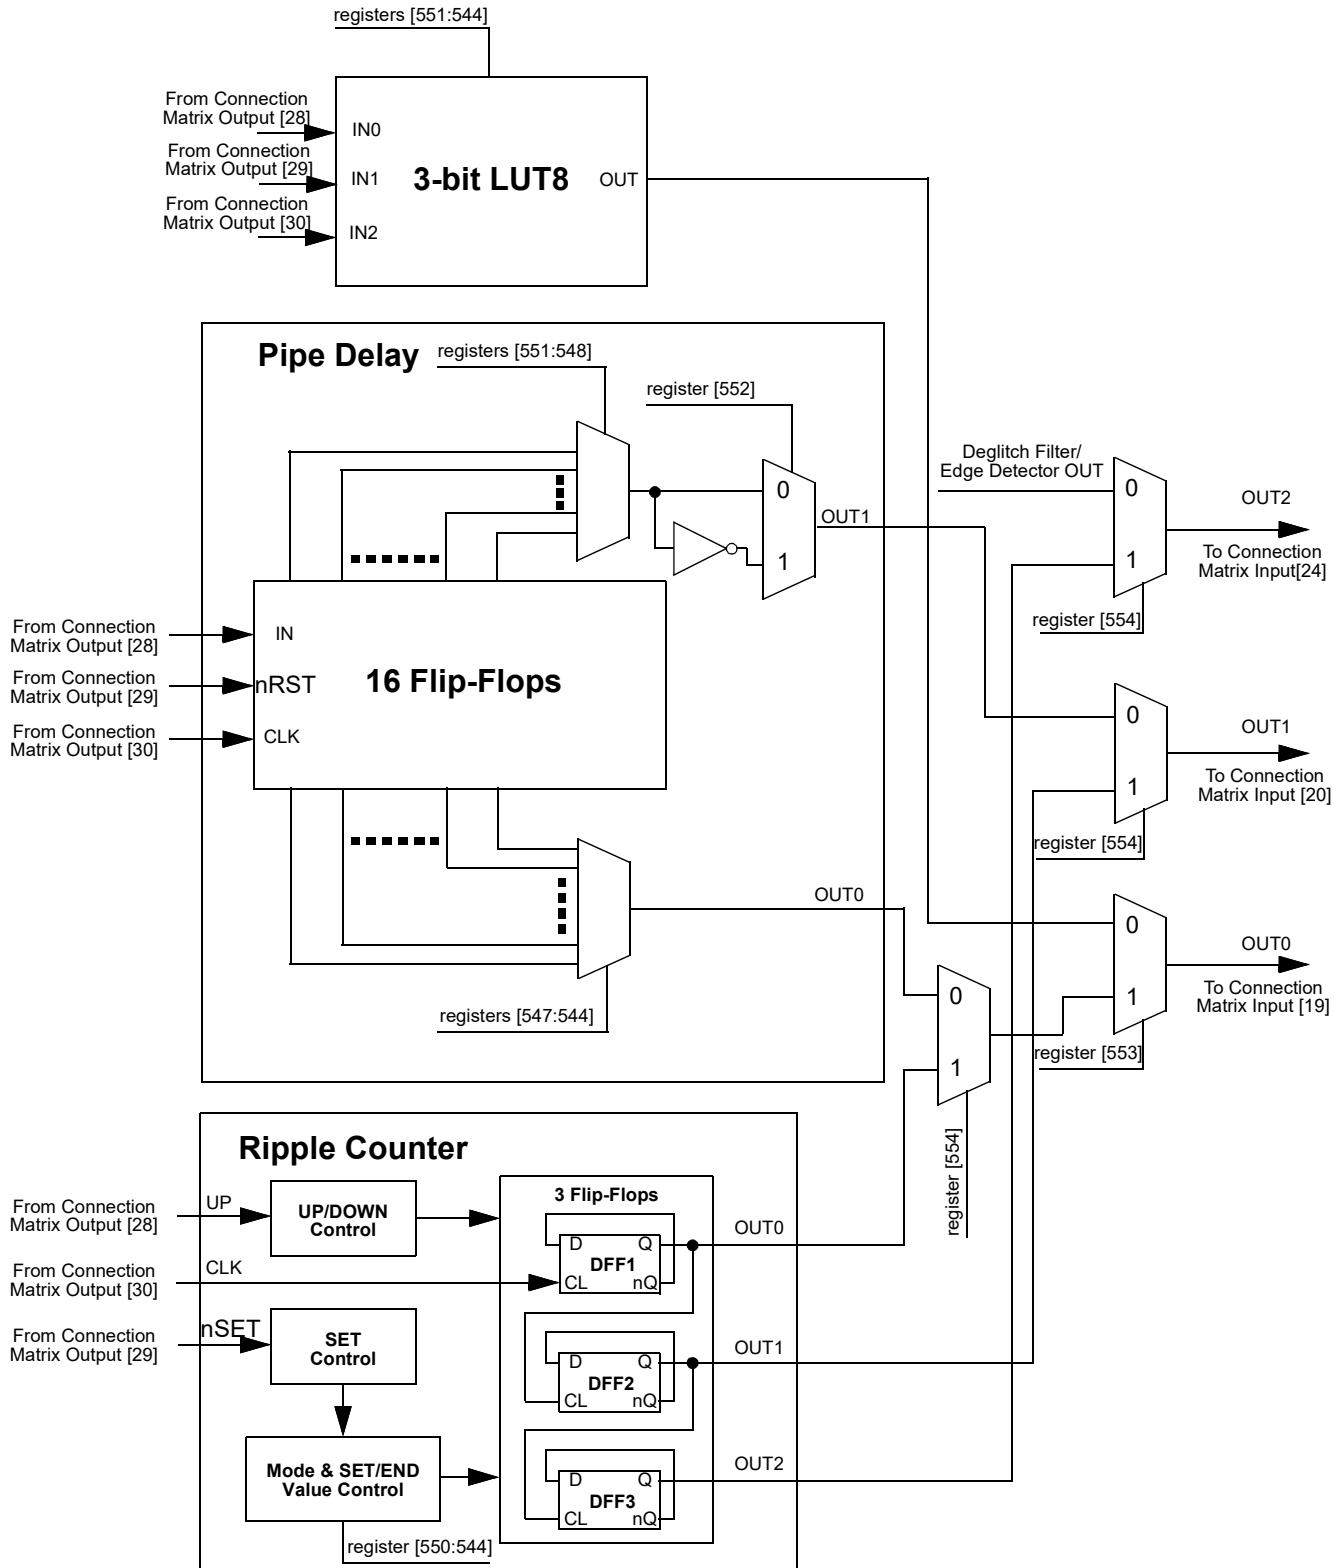 registers [551:544]
From Connection
Matrix Output [28]
IN0
From Connection
Matrix Output [29]
IN1
3-bit LUT8
OUT
From Connection
Matrix Output [30]
IN2
Pipe Delay
registers [551:548]
register [552]
0
1
OUT1
Deglitch Filter/
Edge Detector OUT
0
1
OUT2
To Connection
Matrix Input[24]
register [554]
From Connection
Matrix Output [28]
IN
From Connection
Matrix Output [29]
nRST
16 Flip-Flops
From Connection
Matrix Output [30]
CLK
0
1
OUT1
To Connection
Matrix Input [20]
register [554]
OUT0
registers [547:544]
0
1
OUT0
To Connection
Matrix Input [19]
register [553]
0
1
register [554]
Ripple Counter
From Connection
Matrix Output [28]
UP
UP/DOWN
Control
3 Flip-Flops
D
Q
DFF1
CL
nQ
OUT0
From Connection
Matrix Output [30]
CLK
From Connection
Matrix Output [29]
nSET
SET
Control
D
Q
DFF2
CL
nQ
OUT1
Mode & SET/END
Value Control
D
Q
DFF3
CL
nQ
OUT2
register [550:544]